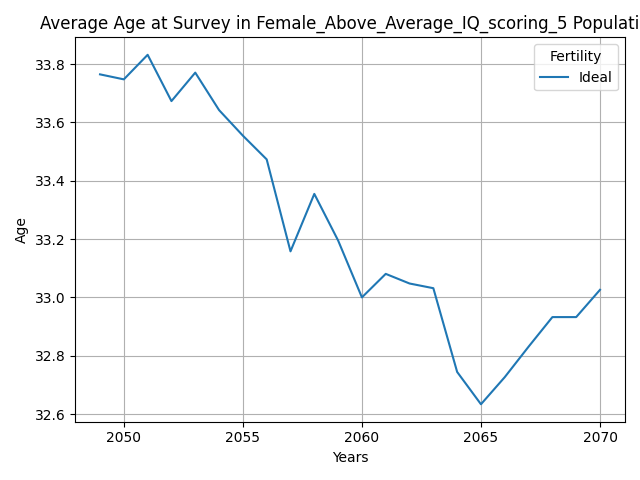 Average Age at Survey in Female_Above_Average_IQ_scoring_5 Populati
Fertility
Ideal
33.8
33.6
33.4
33.2
33.0
32.8
32.6
Age
2050 2055 2060 2065 2070
Years